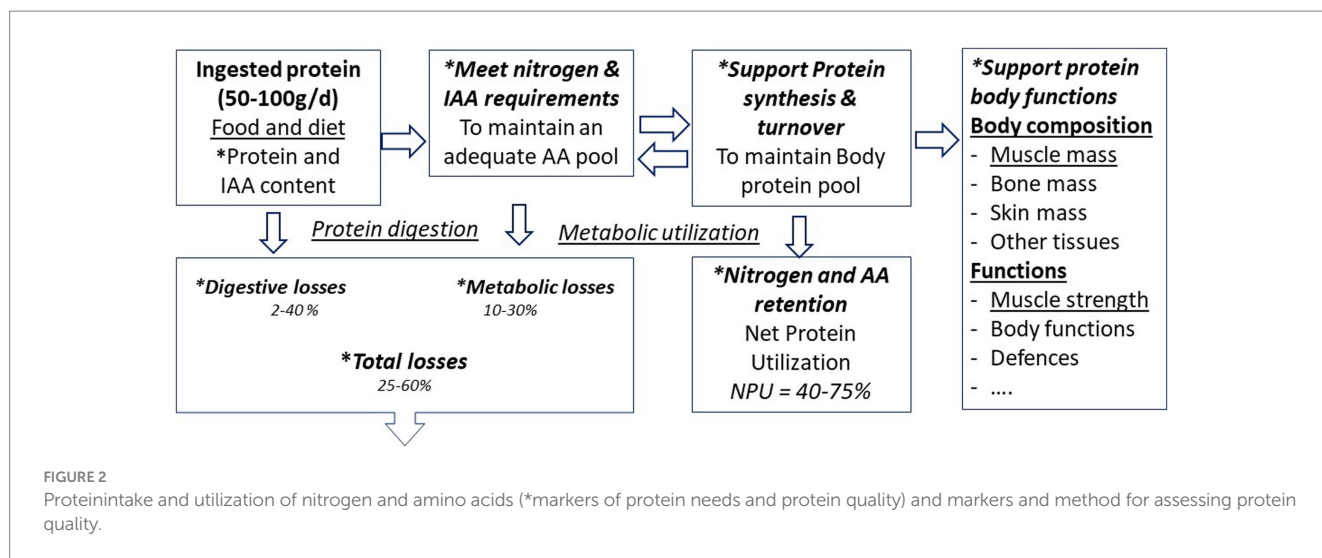 Ingested protein
(50-100g/d)
Food and diet
*Protein and
IAA content
*Meet nitrogen &
IAA requirements
To maintain an
adequate AA pool
*Support Protein
synthesis &
turnover
To maintain Body
protein pool
*Support protein
body functions
Body composition
- Muscle mass
- Bone mass
- Skin mass
- Other tissues
Functions
- Muscle strength
- Body functions
- Defences
- ....
Protein digestion
Metabolic utilization
*Digestive losses
2-40 %
*Metabolic losses
10-30%
*Total losses
25-60%
*Nitrogen and AA
retention
Net Protein
Utilization
NPU = 40-75%
FIGURE 2
Proteinintake and utilization of nitrogen and amino acids (*markers of protein needs and protein quality) and markers and method for assessing protein
quality.